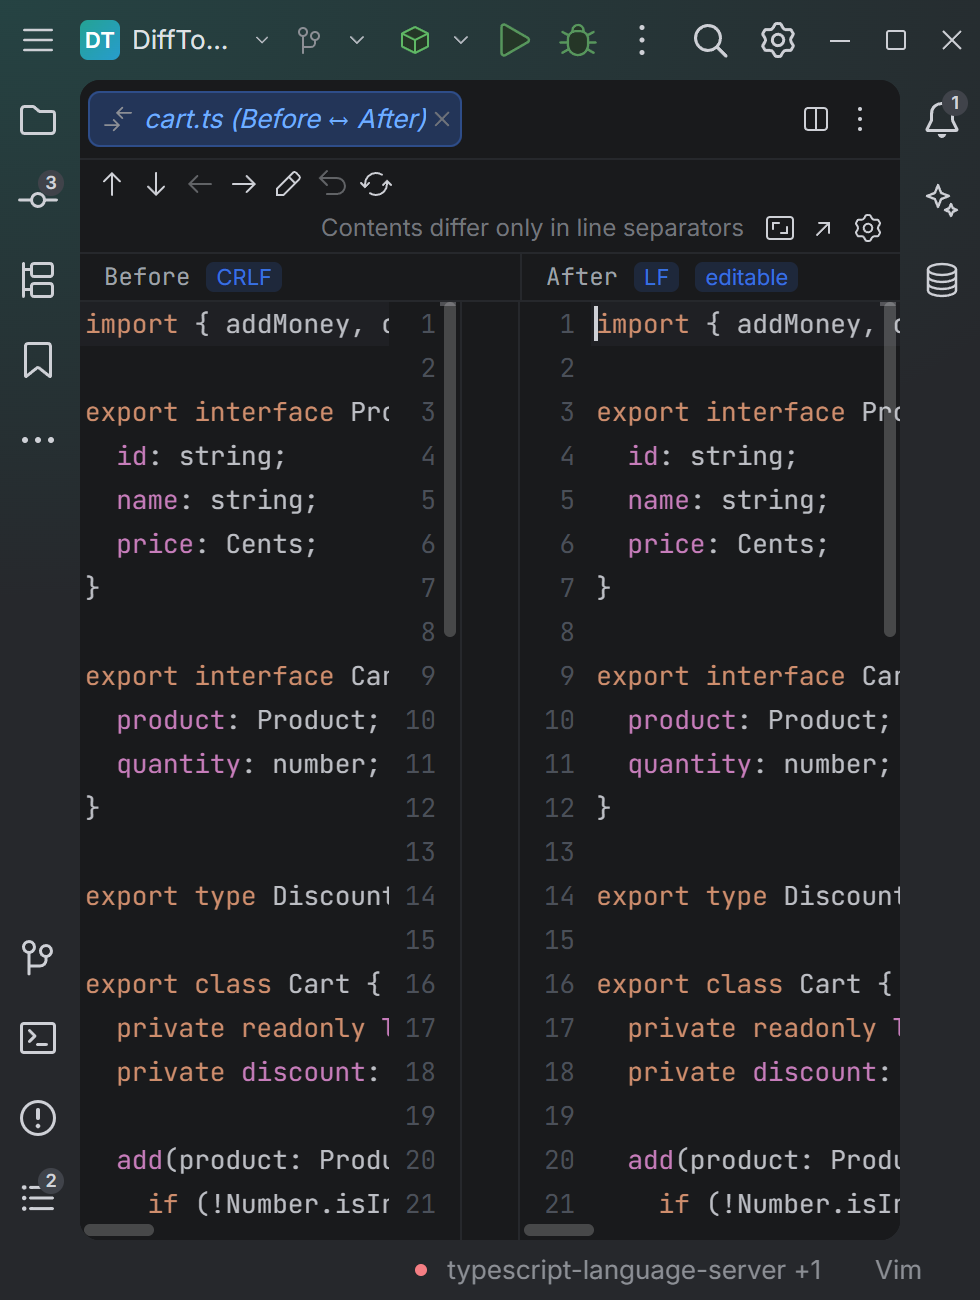 DT DiffTo...
cart.ts (Before ↔ After)
1
3
Contents differ only in line separators
Before CRLF
After LF editable
import { addMoney, 1
2
export interface 3
id: string; 4
name: string; 5
price: Cents; 6
} 7
8
export interface 9
product: Product; 10
quantity: number; 11
} 12
13
export type Discount 14
15
export class Cart { 16
private readonly 17
private discount: 18
19
add(product: 20
if (!Number. 21
1 import { addMoney,
2
3 export interface
4 id: string;
5 name: string;
6 price: Cents;
7 }
8
9 export interface
10 product: Product;
11 quantity: number;
12 }
13
14 export type Discount
15
16 export class Cart {
17 private readonly
18 private discount:
19
20 add(product:
21 if (!Number.
2
typescript-language-server +1 Vim